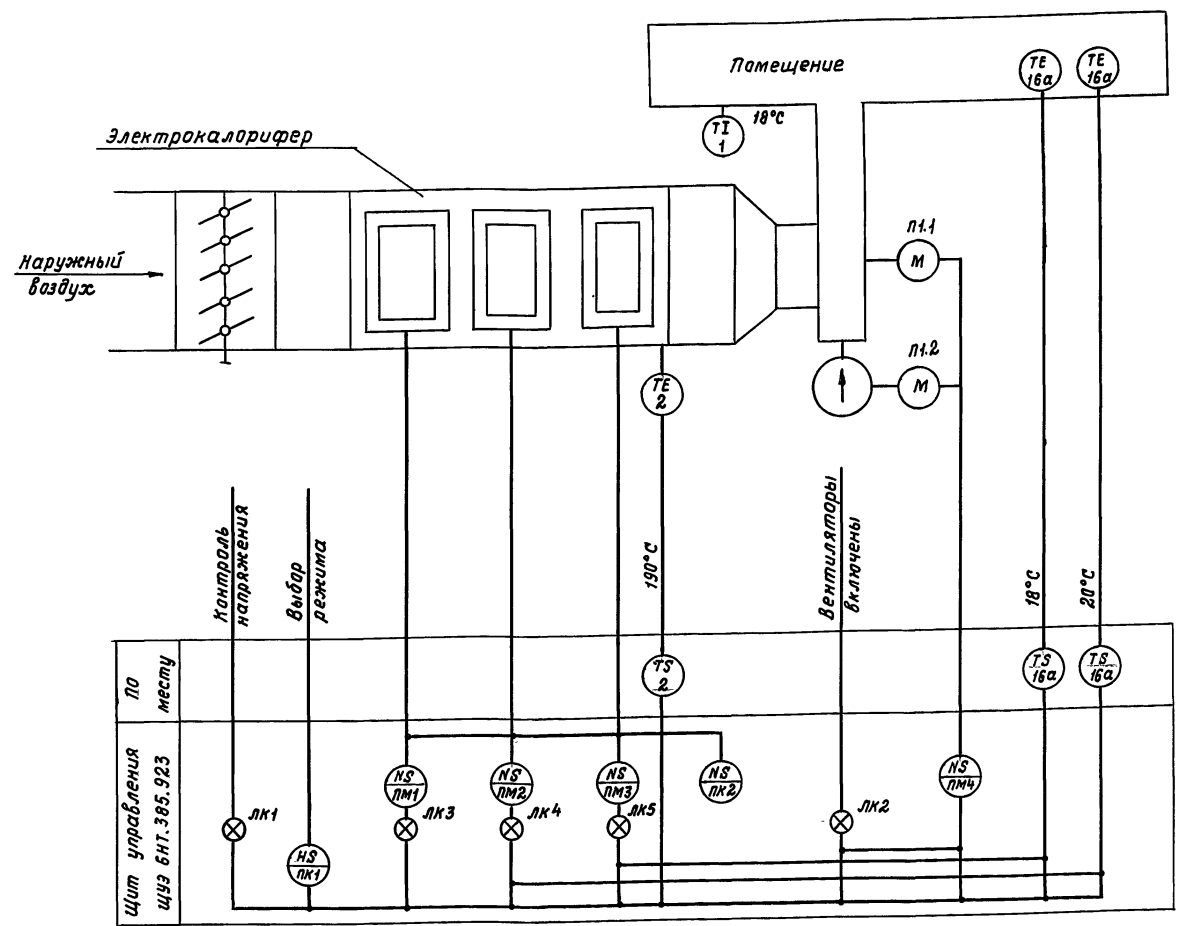 Помещение
TE
16а
TE
16а
TI
1
18°С
Электрокалорифер
Наружный
воздух
П1.1
М
П1.2
М
TE
2
Контроль
напряжения
Выбор
режима
190°С
Вентиляторы
включены
18°С
20°С
По
месту
TS
2
TS
16а
TS
16а
Щит управления
ЩУЭ 6НТ.385.923
NS
ПМ1
NS
ПМ2
NS
ПМ3
NS
ПК2
NS
ПМ4
ЛК1
ЛК3
ЛК4
ЛК5
ЛК2
HS
ПК1